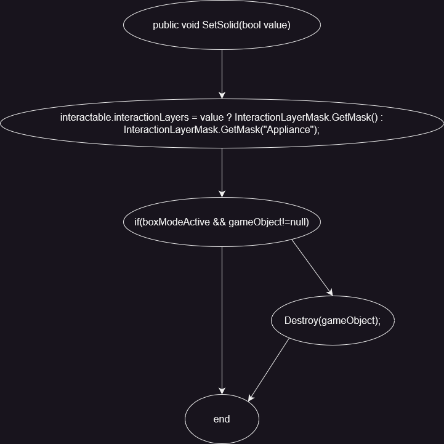 public void SetSolid(bool value)
interactable.interactionLayers = value ? InteractionLayerMask.GetMask() :
InteractionLayerMask.GetMask("Appliance");
if(boxModeActive && gameObject!=null)
Destroy(gameObject);
end